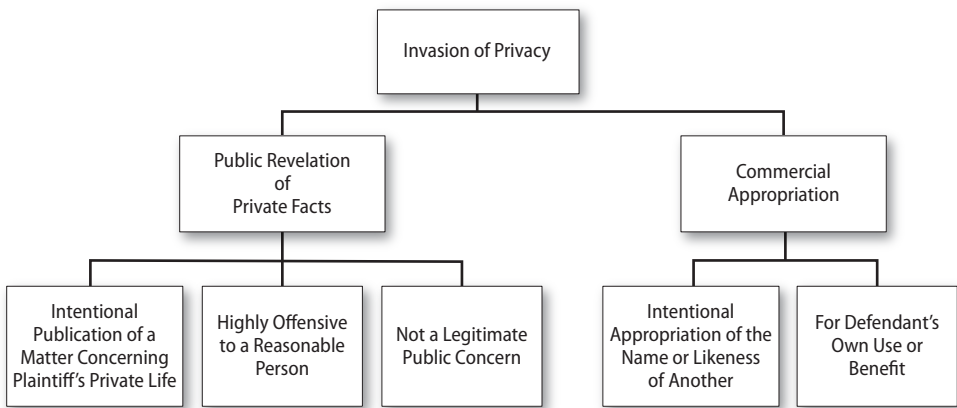 Invasion of Privacy
Public Revelation
of
Private Facts
Commercial
Appropriation
Intentional
Publication of a
Matter Concerning
Plaintiff’s Private Life
Highly Offensive
to a Reasonable
Person
Not a Legitimate
Public Concern
Intentional
Appropriation of the
Name or Likeness
of Another
For Defendant’s
Own Use or
Benefit